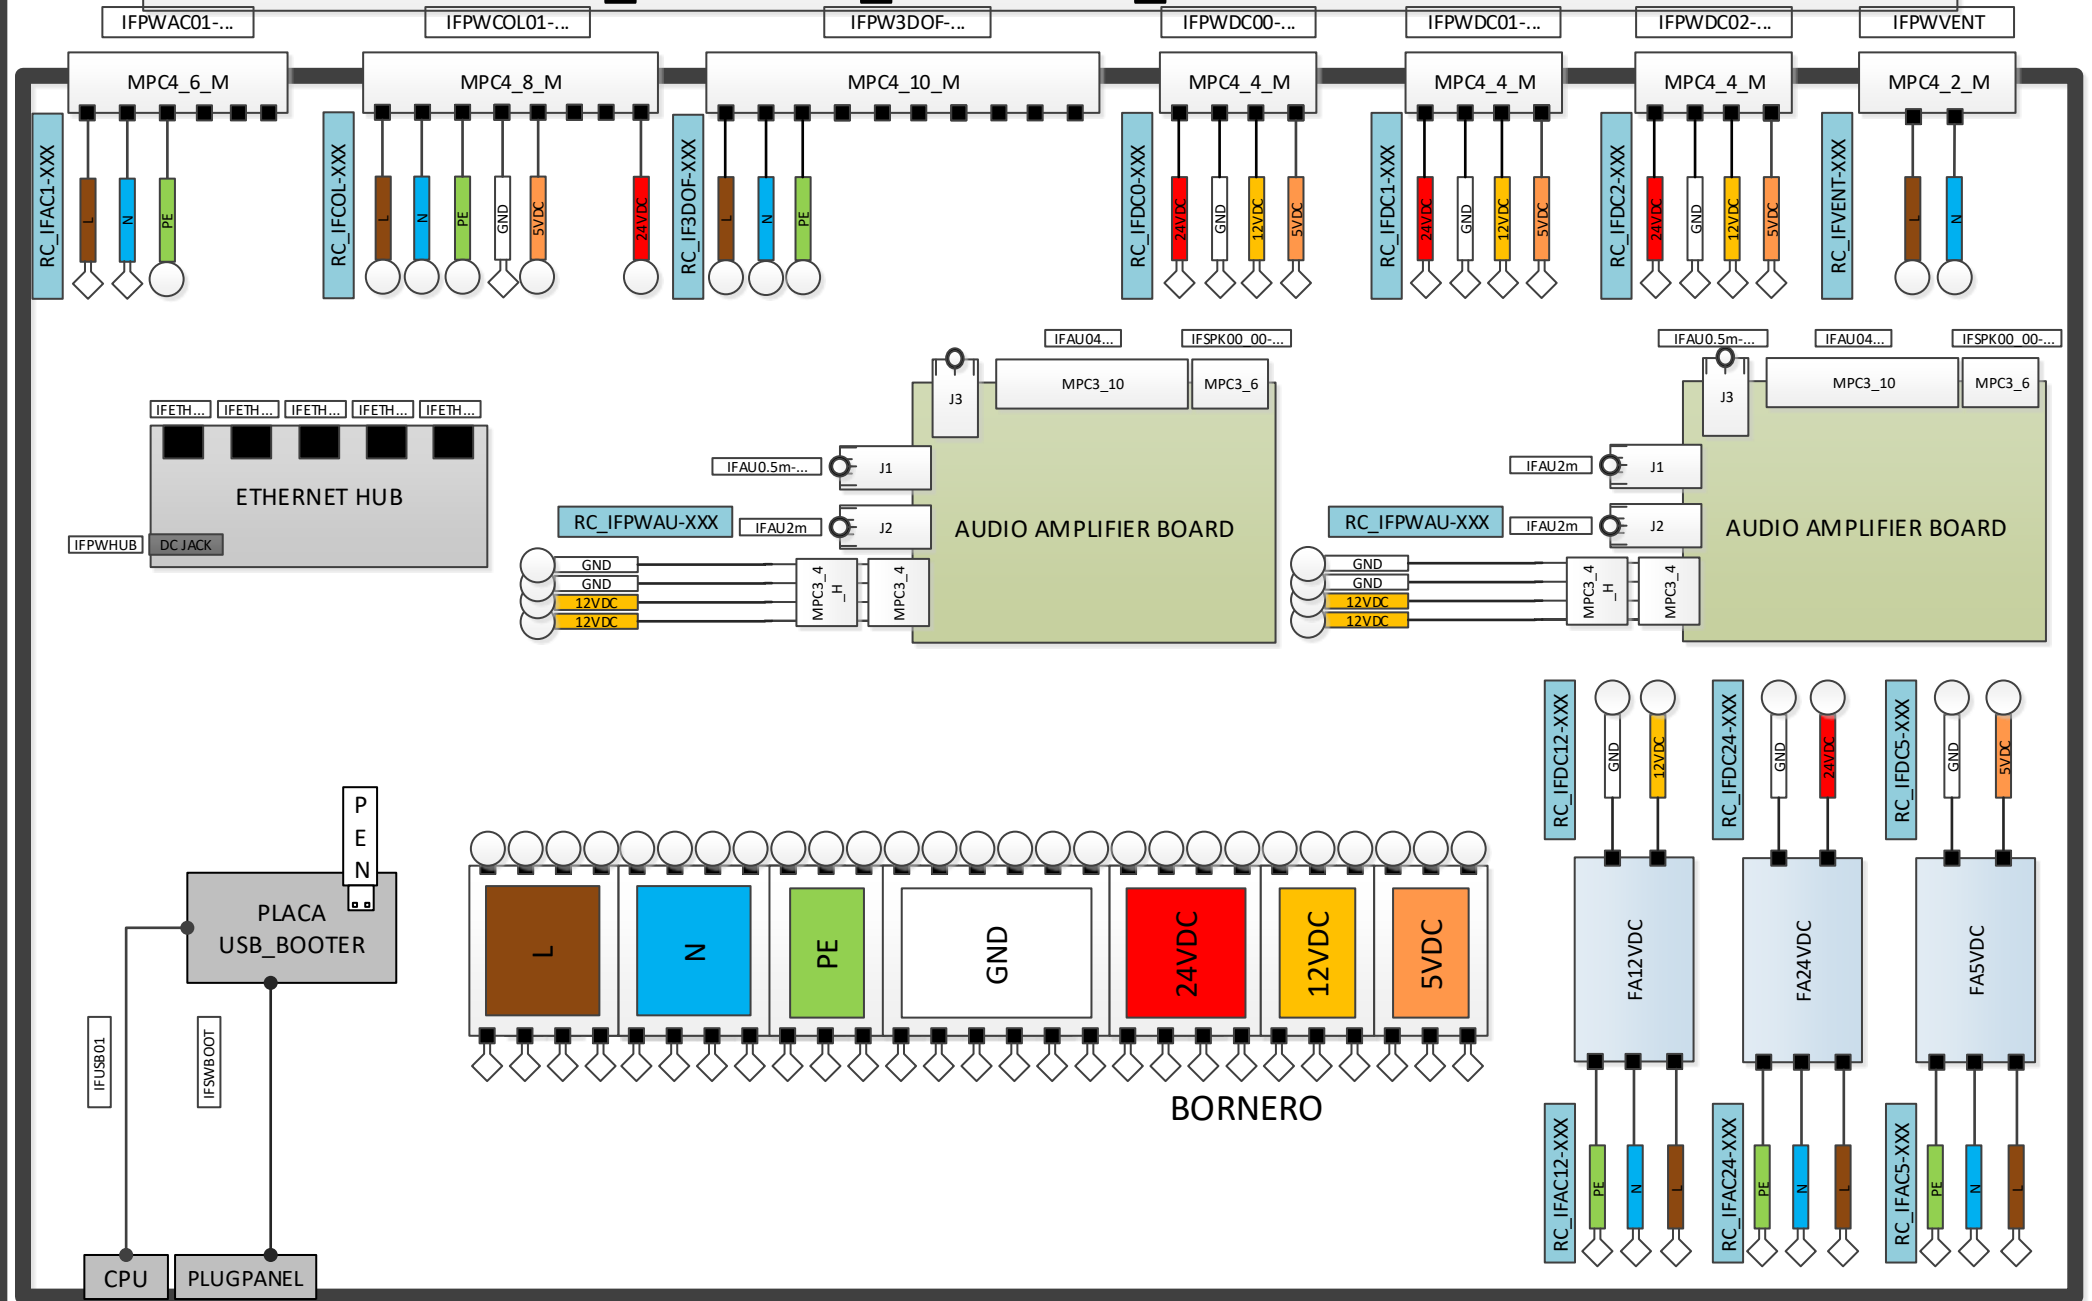 IFPWAC01-...
IFPWCOL01-...
IFPW3DOF-...
IFPWDC00-...
IFPWDC01-...
IFPWDC02-...
IFPWVENT
MPC4_6_M
MPC4_8_M
MPC4_10_M
MPC4_4_M
MPC4_4_M
MPC4_4_M
MPC4_2_M
RC_IFAC1-XXX
L
N
PE
RC_IFCOL-XXX
L
N
PE
GND
5VDC
24VDC
RC_IF3DOF-XXX
L
N
PE
RC_IFDC0-XXX
24VDC
GND
12VDC
5VDC
RC_IFDC1-XXX
24VDC
GND
12VDC
5VDC
RC_IFDC2-XXX
24VDC
GND
12VDC
5VDC
RC_IFVENT-XXX
L
N
IFETH...
IFETH...
IFETH...
IFETH...
IFETH...
ETHERNET HUB
IFPWHUB
DC JACK
IFAU04...
IFSPK00_00-...
J3
MPC3_10
MPC3_6
IFAU0.5m-...
J1
RC_IFPWAU-XXX
IFAU2m
J2
AUDIO AMPLIFIER BOARD
GND
GND
12VDC
12VDC
MPC3_4
_H
MPC3_4
IFAU0.5m-...
IFAU04...
IFSPK00_00-...
J3
MPC3_10
MPC3_6
IFAU2m
J1
RC_IFPWAU-XXX
IFAU2m
J2
AUDIO AMPLIFIER BOARD
GND
GND
12VDC
12VDC
MPC3_4
_H
MPC3_4
RC_IFDC12-XXX
GND
12VDC
RC_IFDC24-XXX
GND
24VDC
RC_IFDC5-XXX
GND
5VDC
P
E
N
PLACA
USB_BOOTER
IFUSB01
IFSWBOOT
CPU
PLUGPANEL
L
N
PE
GND
24VDC
12VDC
5VDC
BORNERO
FA12VDC
FA24VDC
FA5VDC
RC_IFAC12-XXX
PE
N
L
RC_IFAC24-XXX
PE
N
L
RC_IFAC5-XXX
PE
N
L